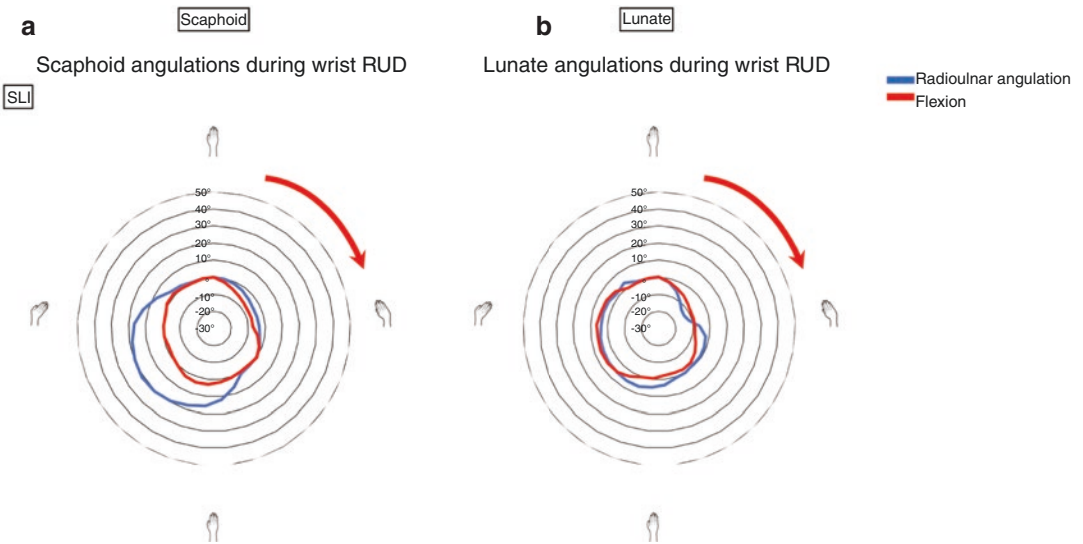 a
Scaphoid
b
Lunate
Scaphoid angulations during wrist RUD
Lunate angulations during wrist RUD
SLI
Radioulnar angulation
Flexion
50°
40°
30°
20°
10°
-10°
-20°
-30°
50°
40°
30°
20°
10°
-10°
-20°
-30°